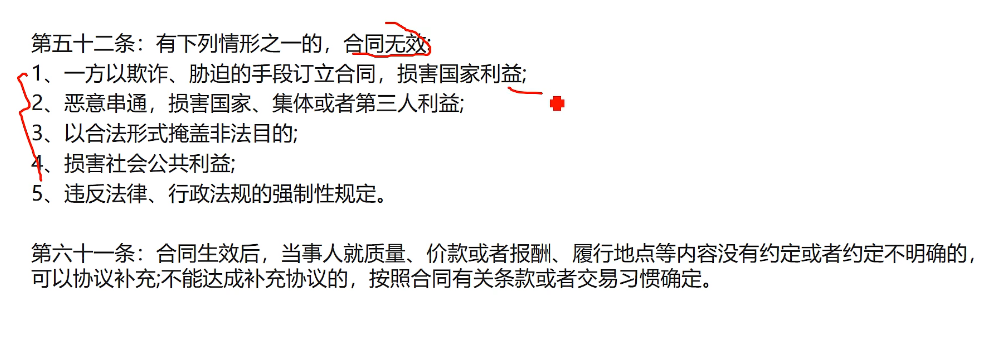 第五十二条：有下列情形之一的，合同无效;
1、一方以欺诈、胁迫的手段订立合同，损害国家利益;
2、恶意串通，损害国家、集体或者第三人利益;
3、以合法形式掩盖非法目的;
4、损害社会公共利益;
5、违反法律、行政法规的强制性规定。
第六十一条：合同生效后，当事人就质量、价款或者报酬、履行地点等内容没有约定或者约定不明确的，
可以协议补充;不能达成补充协议的，按照合同有关条款或者交易习惯确定。